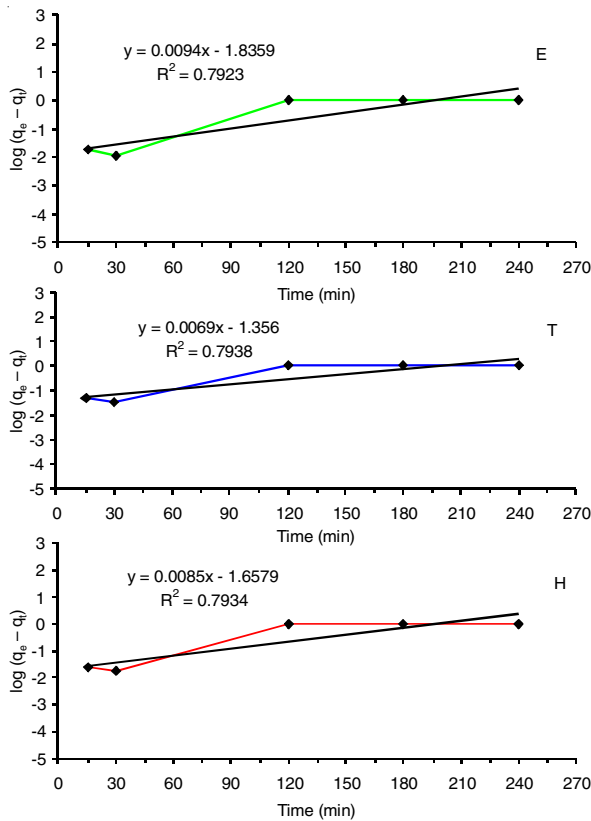 3
2
1
0
-1
-2
-3
-4
-5
log (qe – qt)
y = 0.0094x - 1.8359
R2 = 0.7923
E
0 30 60 90 120 150 180 210 240 270
Time (min)
3
2
1
0
-1
-2
-3
-4
-5
log (qe – qt)
y = 0.0069x - 1.356
R2 = 0.7938
T
0 30 60 90 120 150 180 210 240 270
Time (min)
3
2
1
0
-1
-2
-3
-4
-5
log (qe – qt)
y = 0.0085x - 1.6579
R2 = 0.7934
H
0 30 60 90 120 150 180 210 240 270
Time (min)